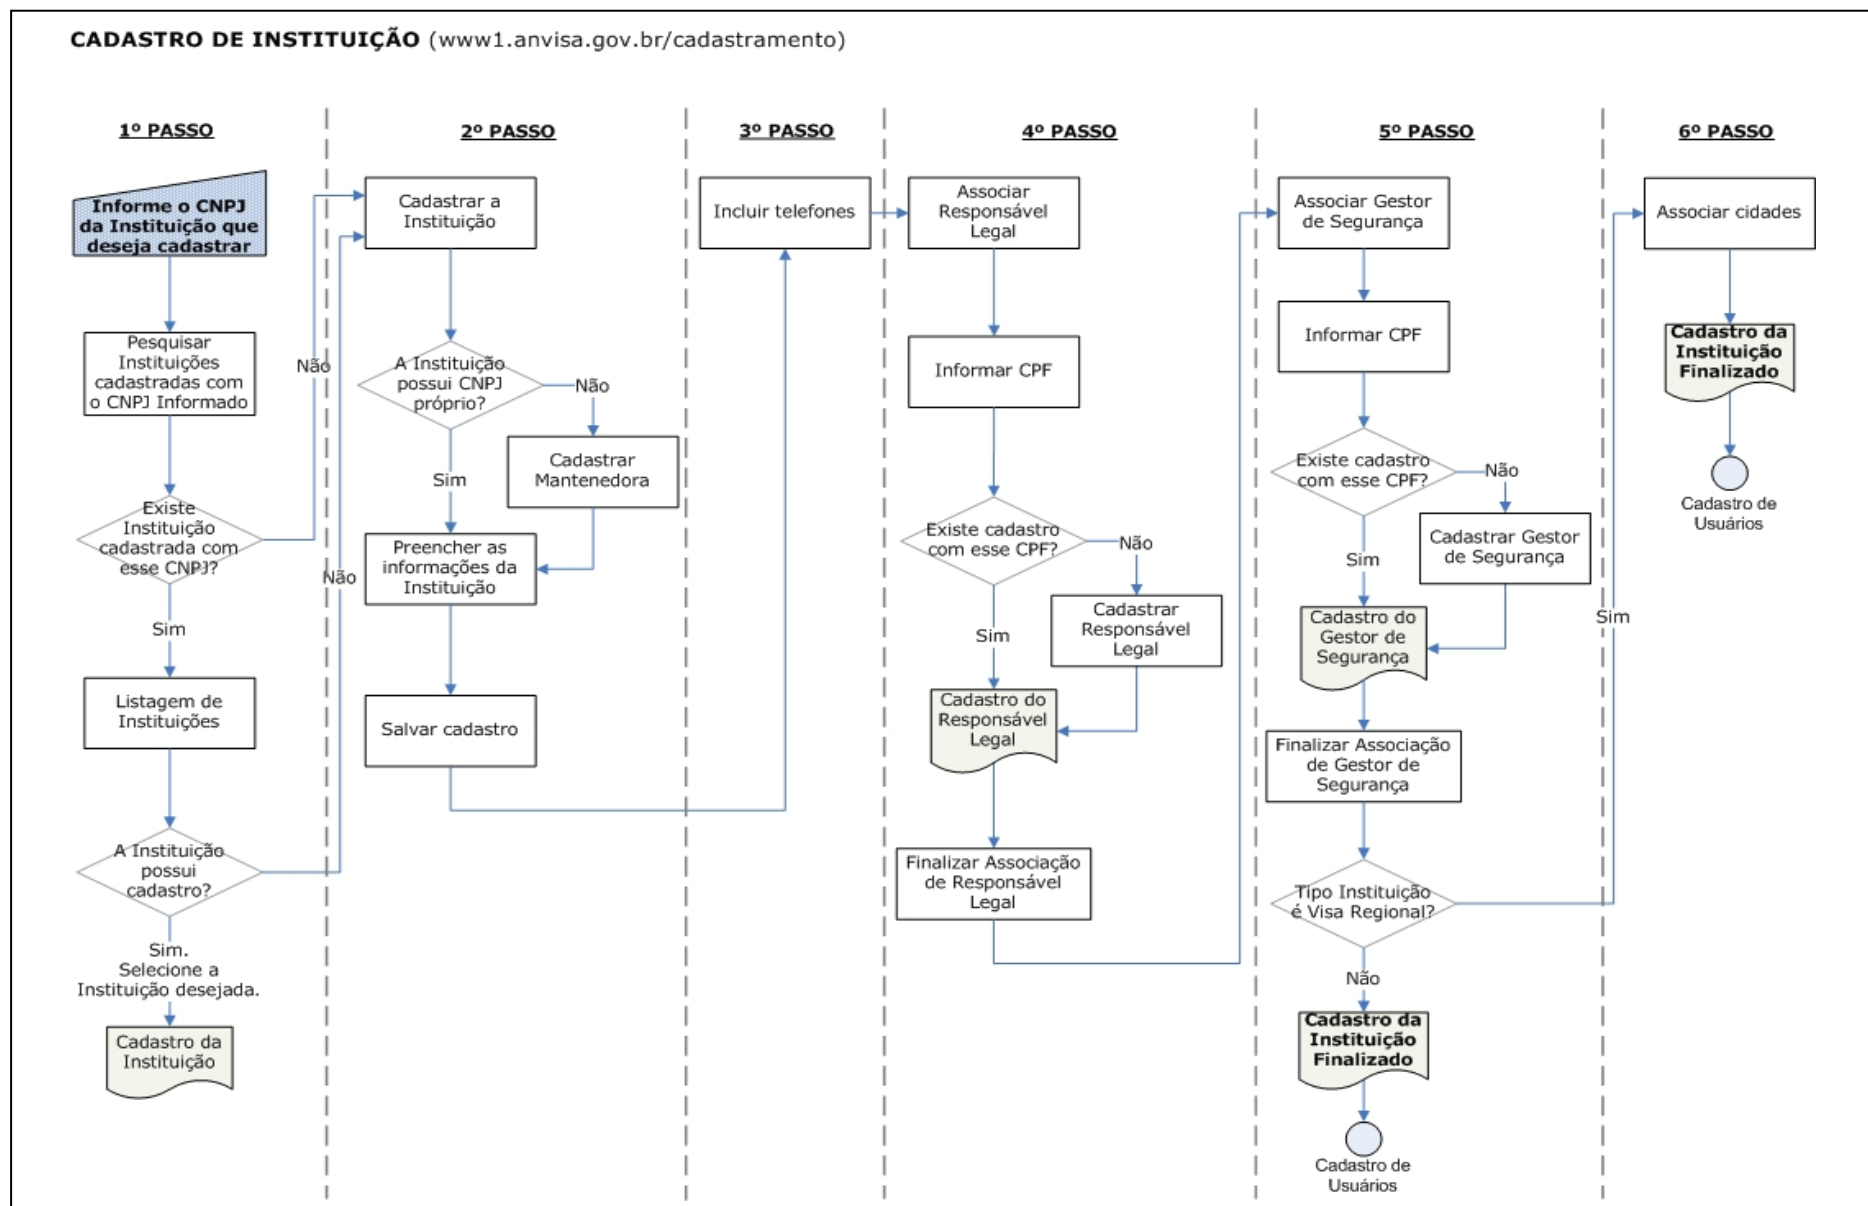 CADASTRO DE INSTITUIÇÃO (www1.anvisa.gov.br/cadastramento)
1º PASSO
Informe o CNPJ
da Instituição que
deseja cadastrar
Pesquisar
Instituições
cadastradas com
o CNPJ Informado
Existe
Instituição
cadastrada com
esse CNPJ?
Não
Sim
Listagem de
Instituições
A Instituição
possui
cadastro?
Não
Sim.
Selecione a
Instituição desejada.
Cadastro da
Instituição
2º PASSO
Cadastrar a
Instituição
A Instituição
possui CNPJ
próprio?
Não
Cadastrar
Mantenedora
Sim
Preencher as
informações da
Instituição
Salvar cadastro
3º PASSO
Incluir telefones
4º PASSO
Associar
Responsável
Legal
Informar CPF
Existe cadastro
com esse CPF?
Não
Cadastrar
Responsável
Legal
Sim
Cadastro do
Responsável
Legal
Finalizar Associação
de Responsável
Legal
5º PASSO
Associar Gestor
de Segurança
Informar CPF
Existe cadastro
com esse CPF?
Não
Cadastrar Gestor
de Segurança
Sim
Cadastro do
Gestor de
Segurança
Finalizar Associação
de Gestor de
Segurança
Tipo Instituição
é Visa Regional?
Sim
Não
Cadastro da
Instituição
Finalizado
Cadastro de
Usuários
6º PASSO
Associar cidades
Cadastro da
Instituição
Finalizado
Cadastro de
Usuários